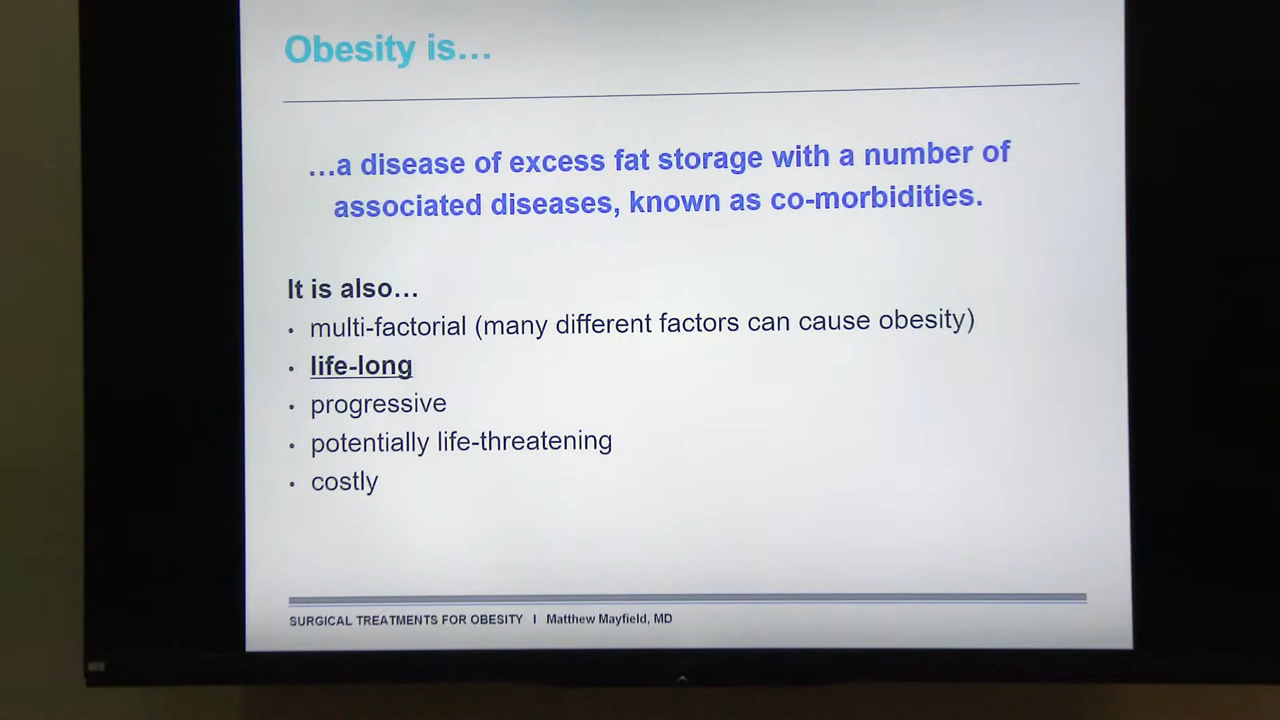 Obesity is...
...a disease of excess fat storage with a number of
associated diseases, known as co-morbidities.
It is also...
• multi-factorial (many different factors can cause obesity)
• life-long
• progressive
• potentially life-threatening
• costly
SURGICAL TREATMENTS FOR OBESITY | Matthew Mayfield, MD